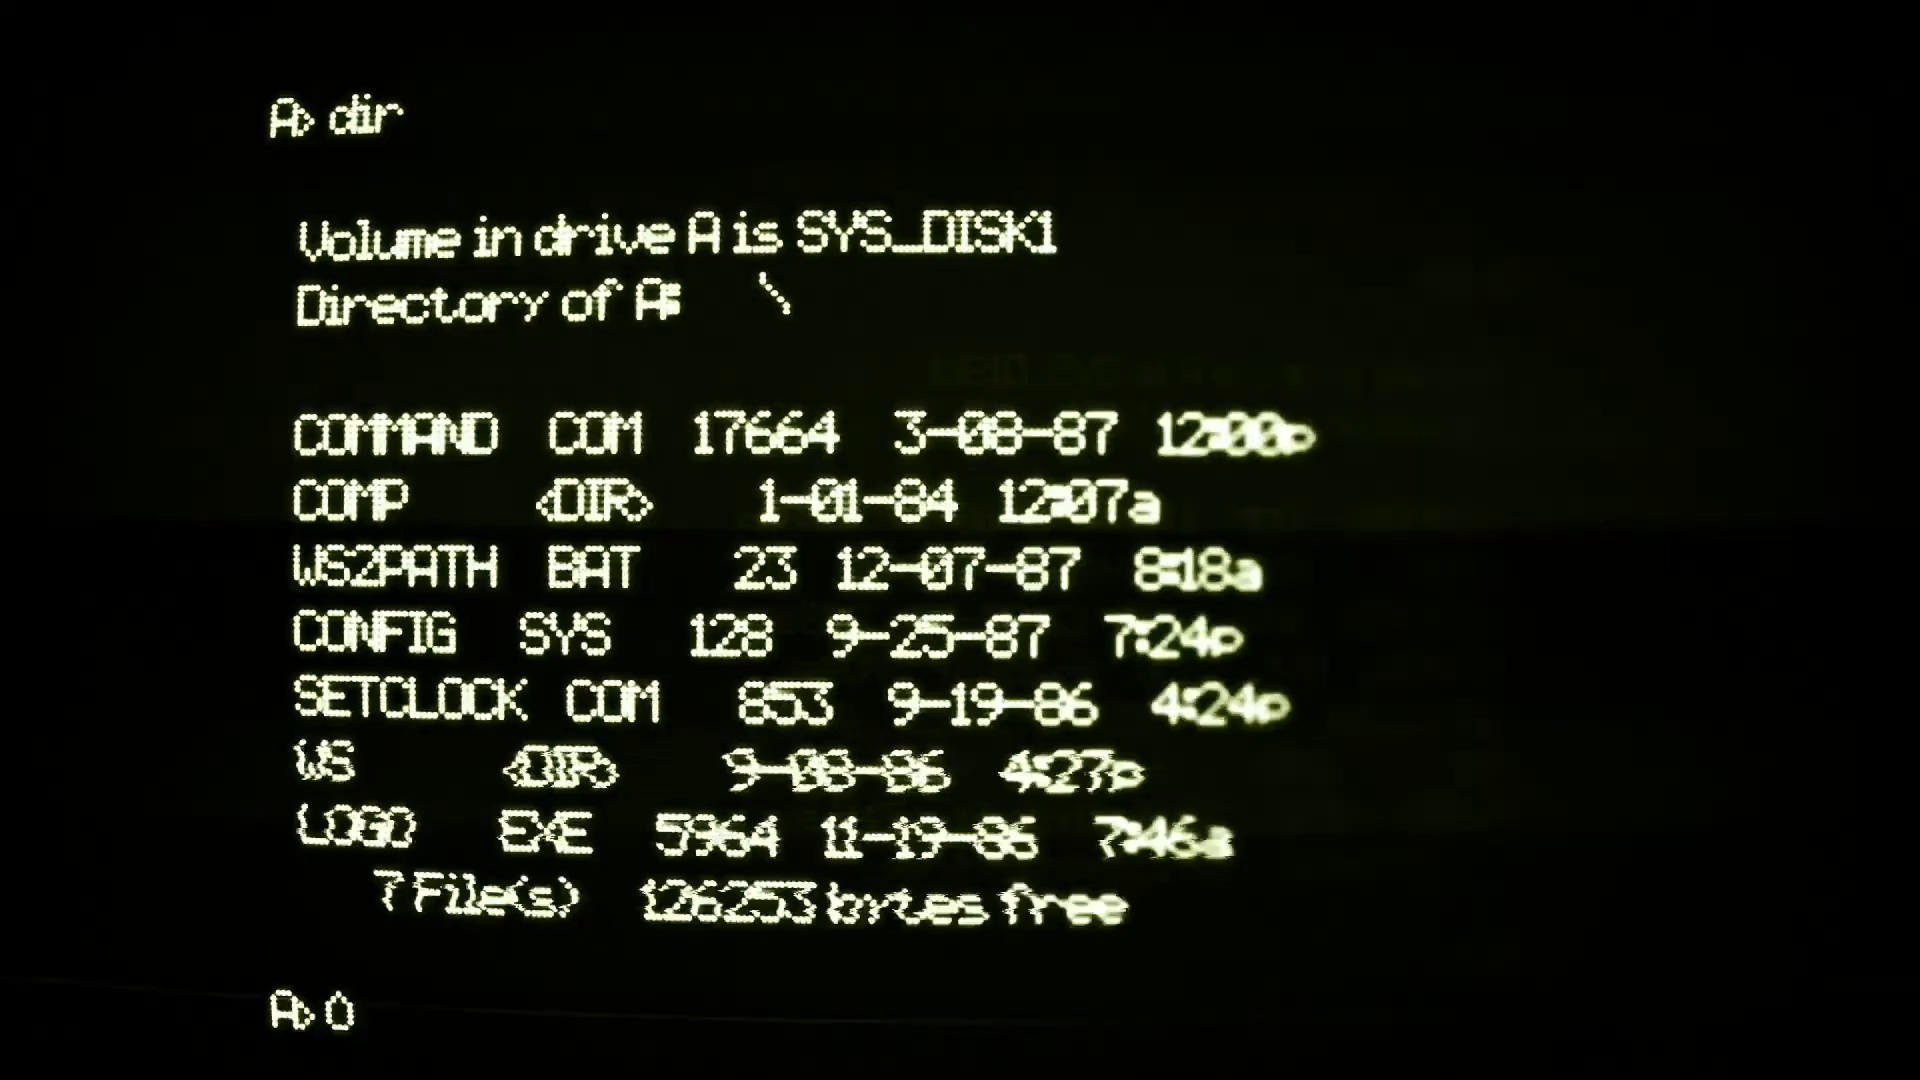 A> dir
Volume in drive A is SYS_DISK1
Directory of A: \
COMMAND COM 17664 3-08-87 12:00p
COMP <DIR> 1-01-84 12:07a
WS2PATH BAT 23 12-07-87 8:18a
CONFIG SYS 128 9-25-87 7:24p
SETCLOCK COM 853 9-19-86 4:24p
WS <DIR> 9-08-86 4:27p
LOGO EXE 5964 11-19-86 7:46a
7 File(s) 126253 bytes free
A>